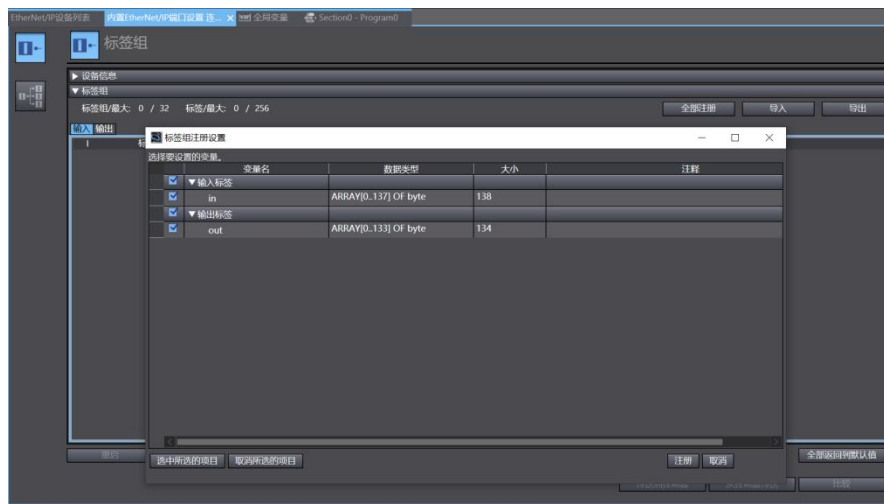 EtherNet/IP设备列表 内置EtherNet/IP端口设置 连... × 全局变量 Section0 - Program0
标签组
▶ 设备信息
▼ 标签组
标签组/最大: 0 / 32 标签/最大: 0 / 256 全部注册 导入 导出
输入 输出
标签组注册设置
选择要设置的变量。
变量名 数据类型 大小 注释
▼ 输入标签
in ARRAY[0..137] OF byte 138
▼ 输出标签
out ARRAY[0..133] OF byte 134
重启 选中所选的项目 取消所选的项目 注册 取消 全部返回到默认值
比较